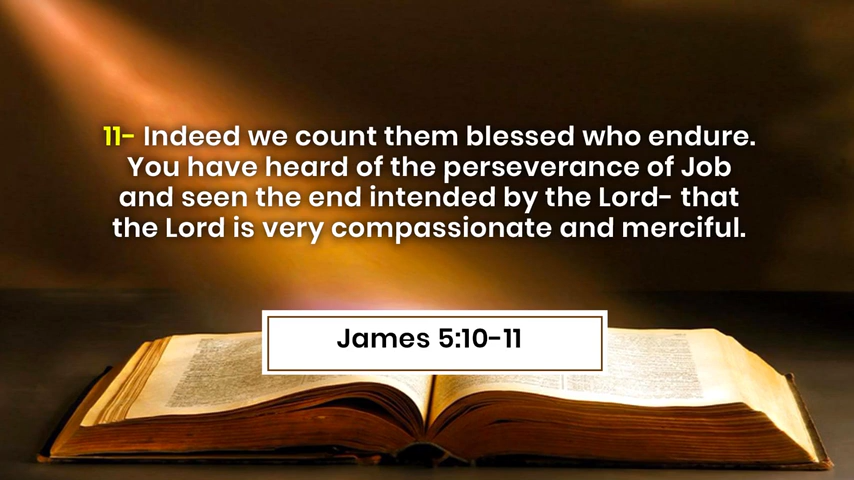 11- Indeed we count them blessed who endure.
You have heard of the perseverance of Job
and seen the end intended by the Lord- that
the Lord is very compassionate and merciful.
James 5:10-11